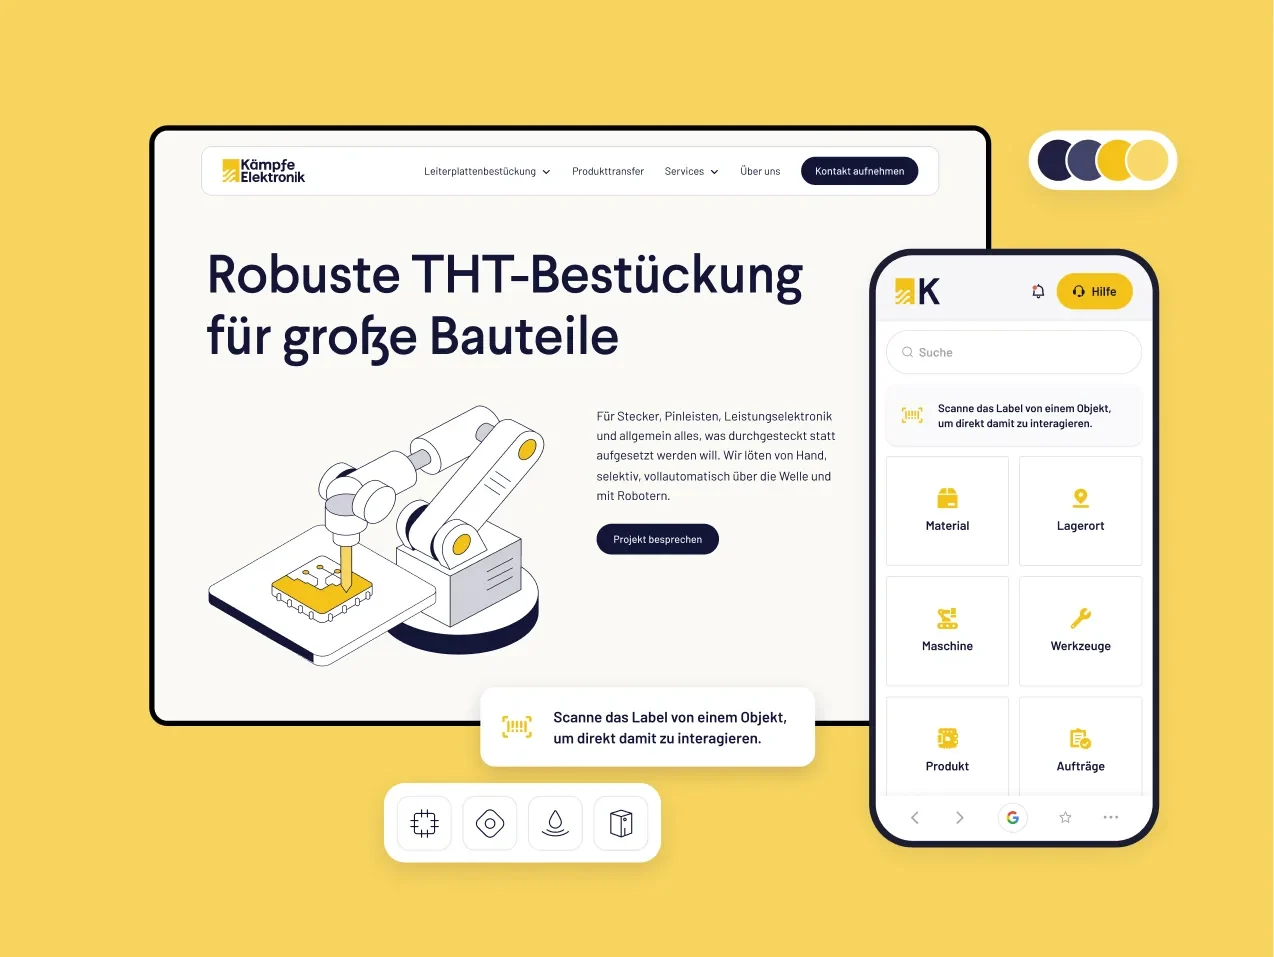 Kämpfe
Elektronik
Leiterplattenbestückung
Produkttransfer
Services
Über uns
Kontakt aufnehmen
Robuste THT-Bestückung
für große Bauteile
Für Stecker, Pinleisten, Leistungselektronik
und allgemein alles, was durchgesteckt statt
aufgesetzt werden will. Wir löten von Hand,
selektiv, vollautomatisch über die Welle und
mit Robotern.
Projekt besprechen
Scanne das Label von einem Objekt,
um direkt damit zu interagieren.
K
Hilfe
Suche
Scanne das Label von einem Objekt,
um direkt damit zu interagieren.
Material
Lagerort
Maschine
Werkzeuge
Produkt
Aufträge
G